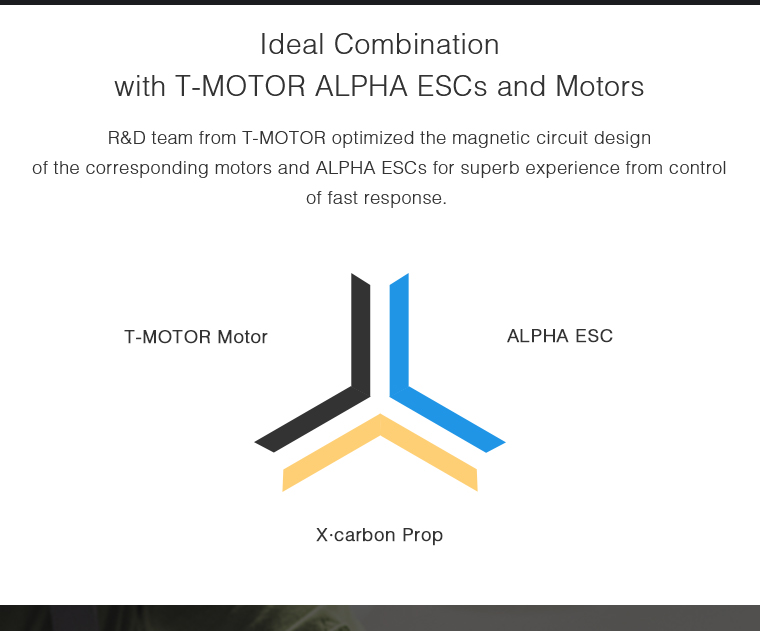 Ideal Combination
with T-MOTOR ALPHA ESCs and Motors
R&D team from T-MOTOR optimized the magnetic circuit design
of the corresponding motors and ALPHA ESCs for superb experience from control
of fast response.
T-MOTOR Motor
ALPHA ESC
X·carbon Prop